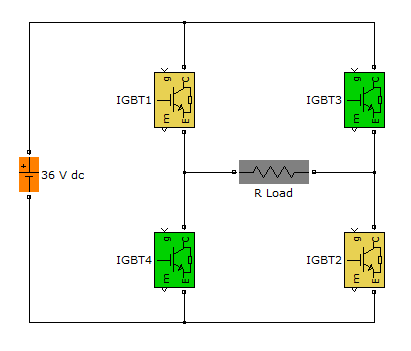 g C
IGBT1
m E
g C
IGBT3
m E
+
36 V dc
R Load
g C
IGBT4
m E
g C
IGBT2
m E